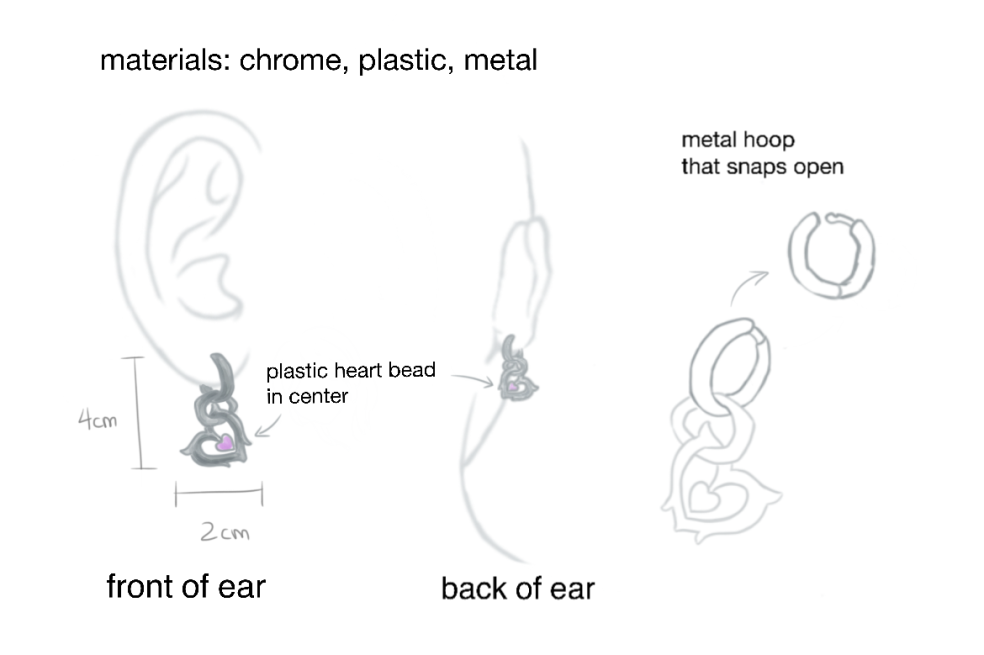 materials: chrome, plastic, metal
metal hoop
that snaps open
plastic heart bead
in center
4cm
2cm
front of ear
back of ear